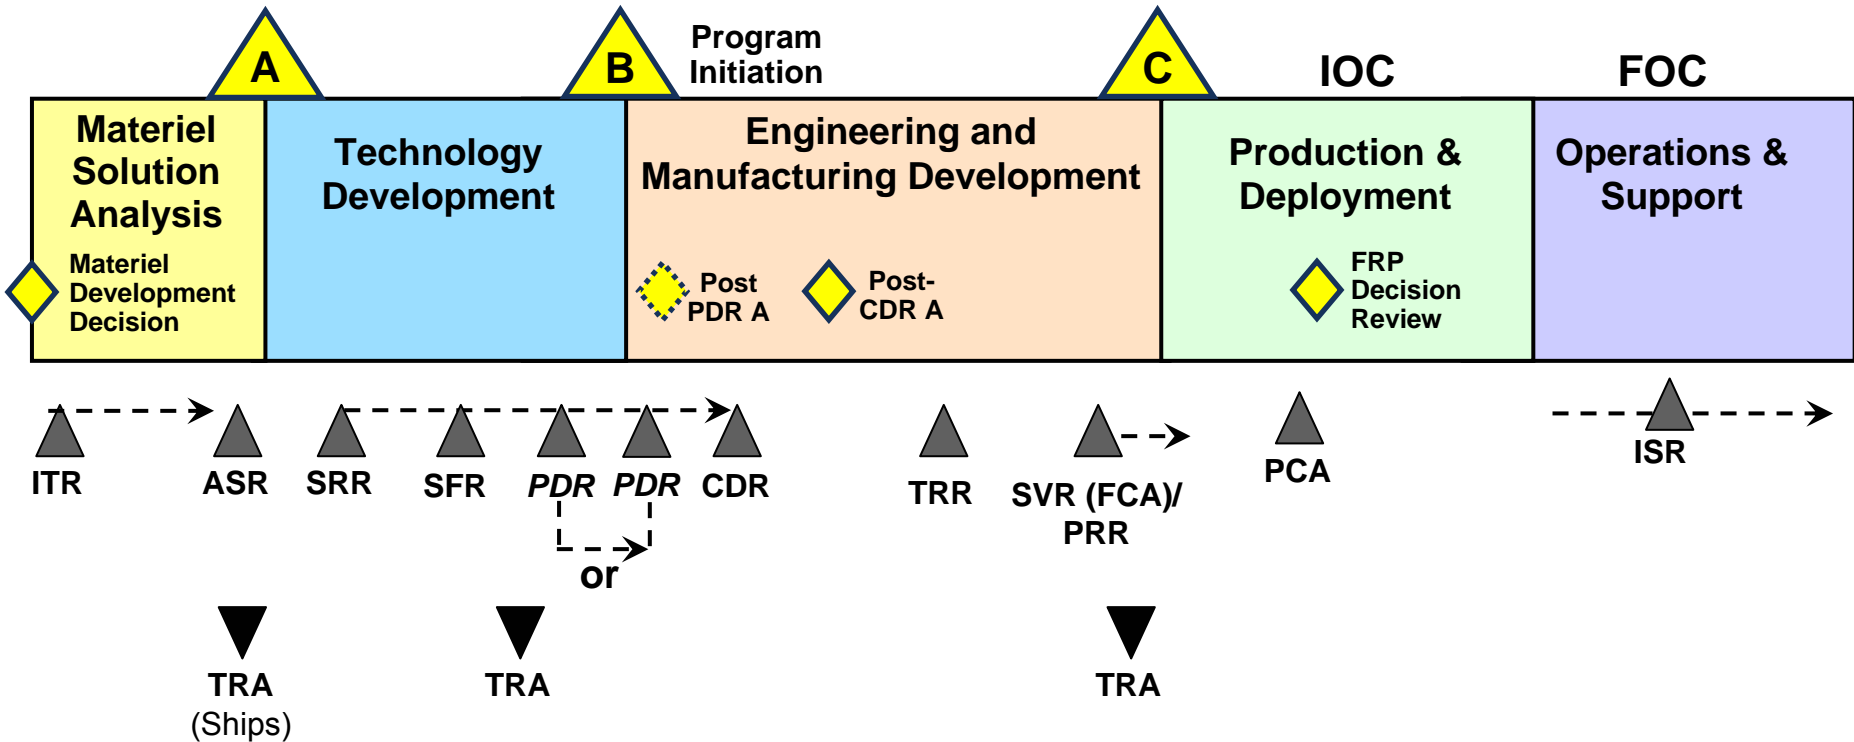 A
B
Program
Initiation
C
IOC
FOC
Materiel
Solution
Analysis
Technology
Development
Engineering and
Manufacturing Development
Production &
Deployment
Operations &
Support
Materiel
Development
Decision
Post
PDR A
Post-
CDR A
FRP
Decision
Review
ITR
ASR
SRR
SFR
PDR
PDR
CDR
TRR
SVR (FCA)/
PRR
PCA
ISR
or
TRA
(Ships)
TRA
TRA